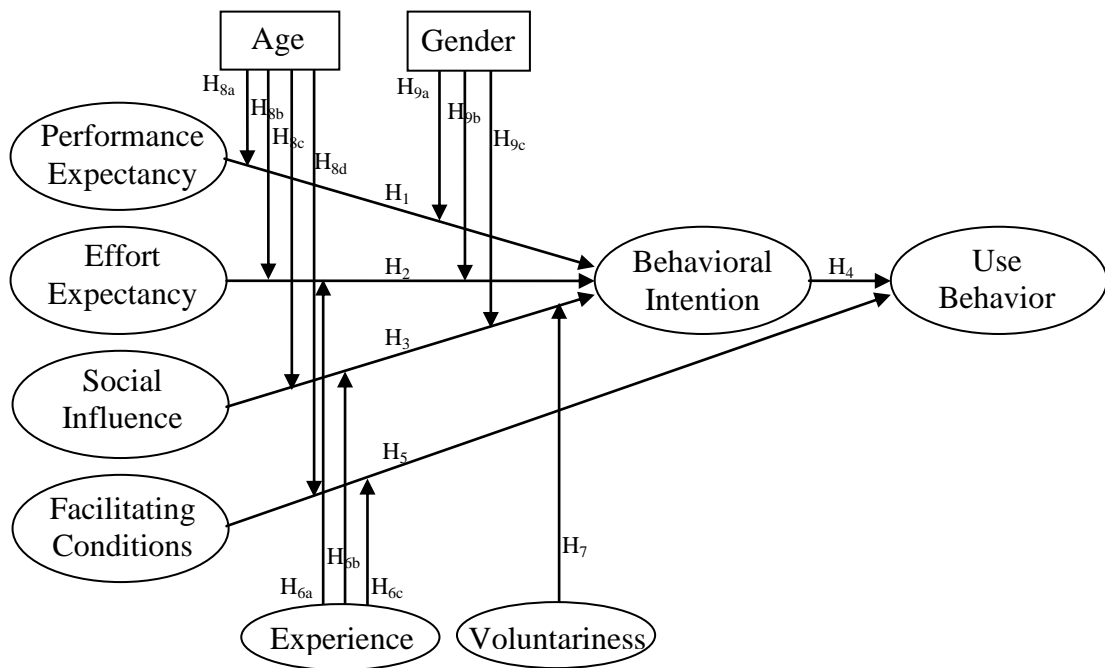 Age
Gender
H8a
H8b
H8c
H8d
H9a
H9b
H9c
Performance
Expectancy
H1
Effort
Expectancy
H2
Behavioral
Intention
H4
Use
Behavior
H3
Social
Influence
H5
Facilitating
Conditions
H6a
H6b
H6c
H7
Experience
Voluntariness